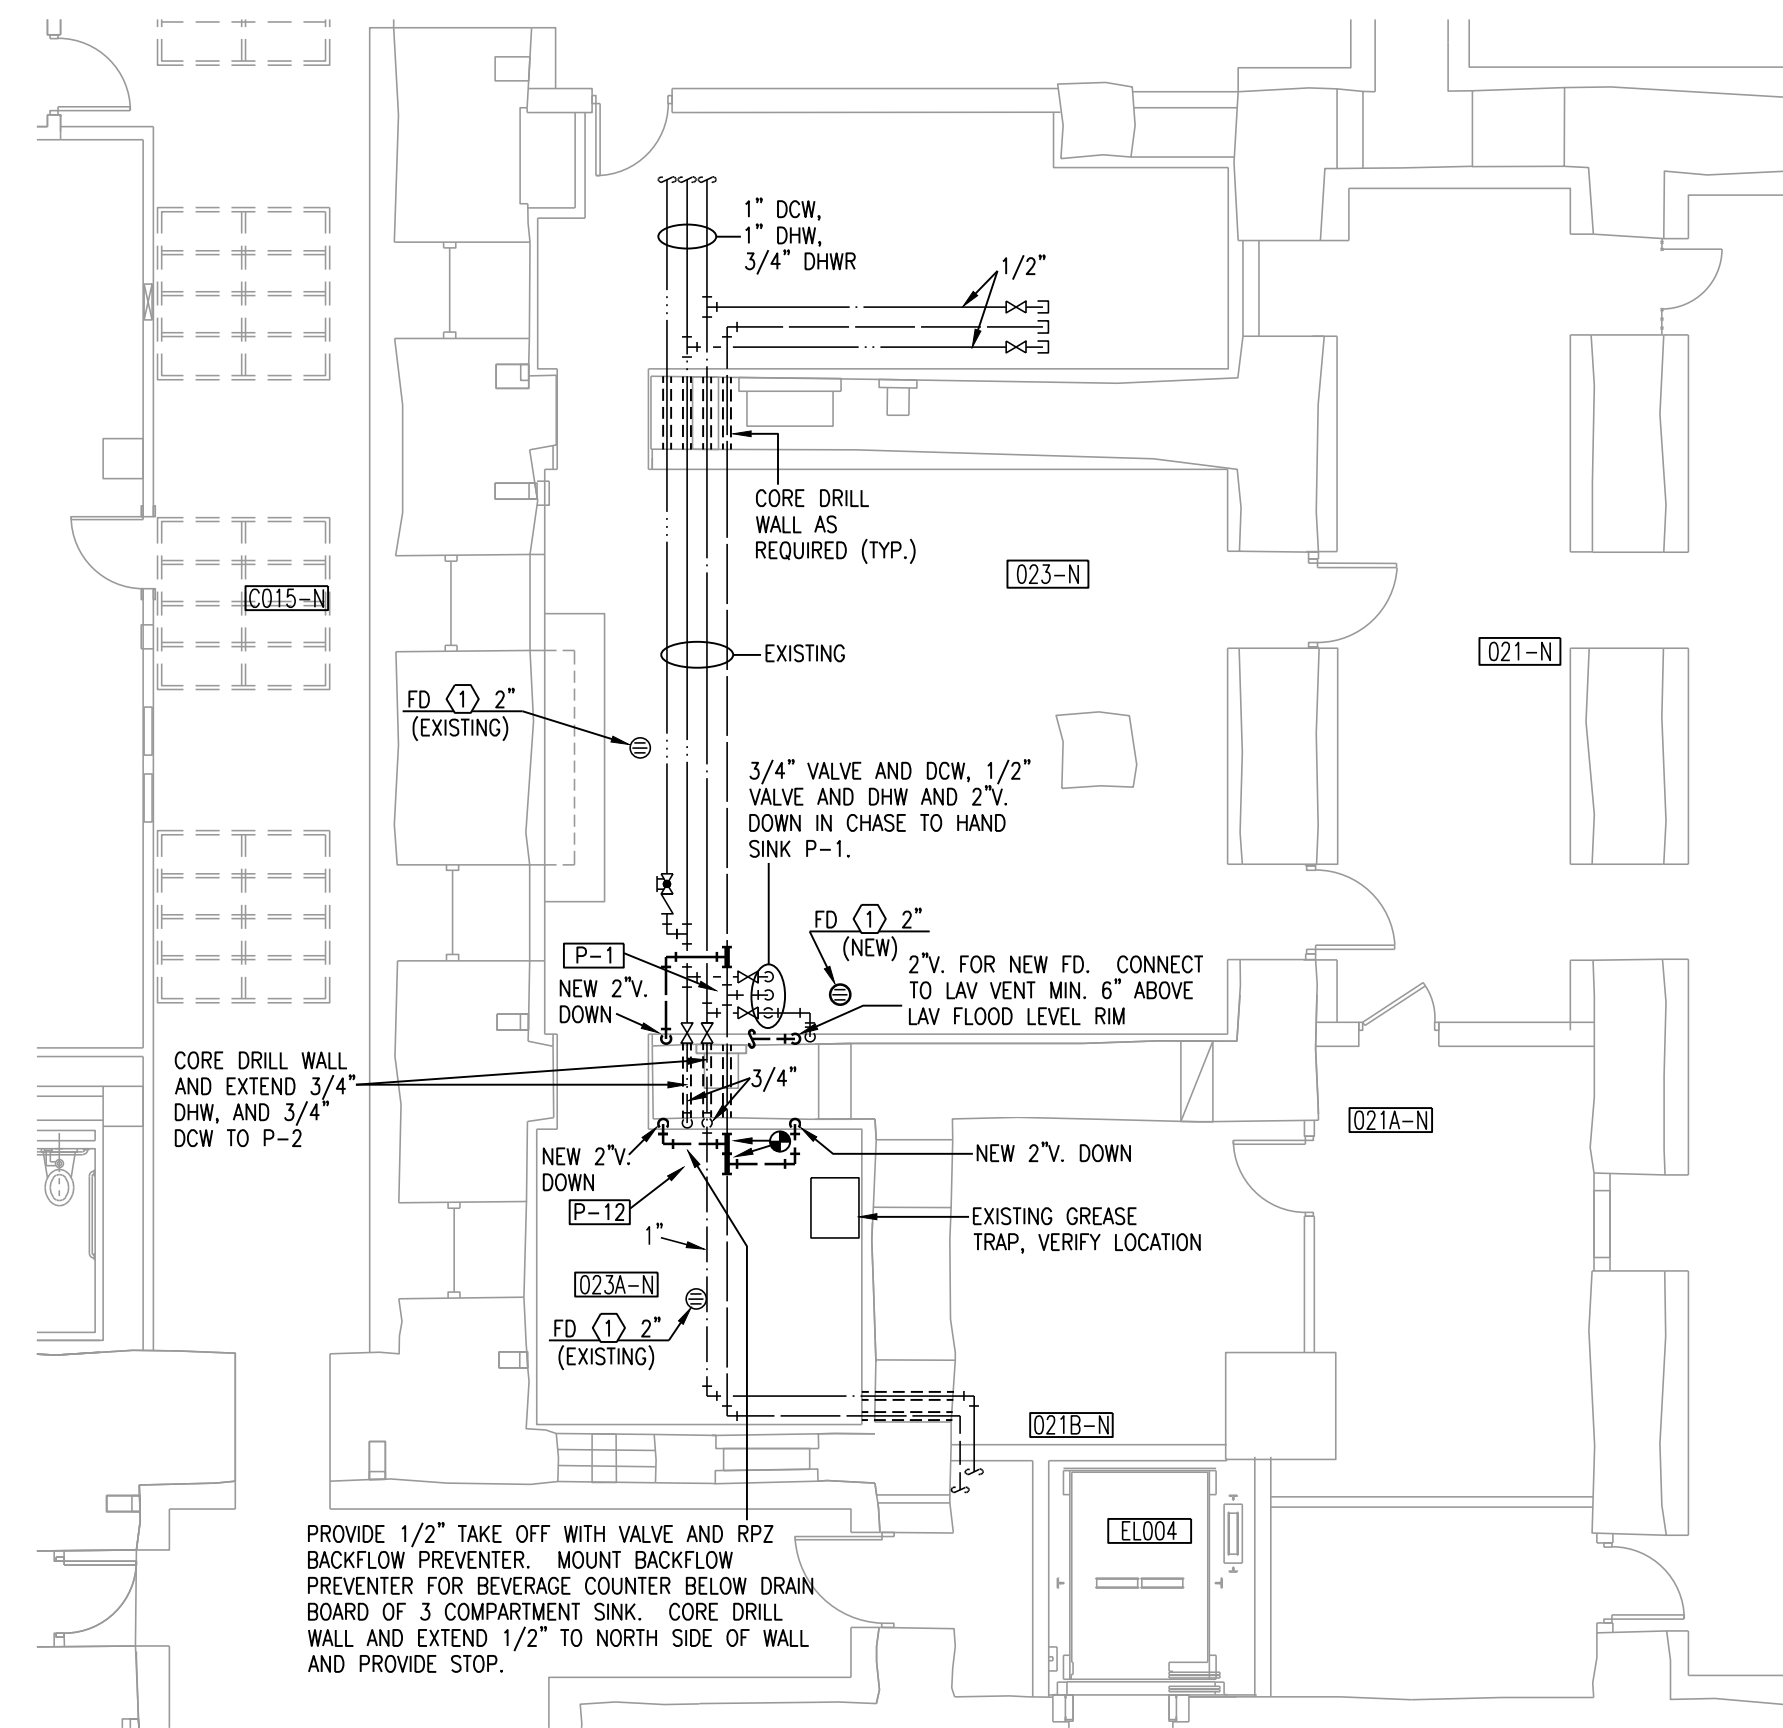 1" DCW,
1" DHW,
3/4" DHWR
1/2"
CORE DRILL
WALL AS
REQUIRED (TYP.)
023-N
C015-N
021-N
EXISTING
FD 1 2"
(EXISTING)
3/4" VALVE AND DCW, 1/2"
VALVE AND DHW AND 2"V.
DOWN IN CHASE TO HAND
SINK P-1.
FD 1 2"
(NEW)
P-1
2"V. FOR NEW FD. CONNECT
TO LAV VENT MIN. 6" ABOVE
LAV FLOOD LEVEL RIM
NEW 2"V.
DOWN
CORE DRILL WALL
AND EXTEND 3/4"
DHW, AND 3/4"
DCW TO P-2
3/4"
021A-N
NEW 2"V.
DOWN
NEW 2"V. DOWN
P-12
EXISTING GREASE
TRAP, VERIFY LOCATION
1"
023A-N
FD 1 2"
(EXISTING)
021B-N
EL004
PROVIDE 1/2" TAKE OFF WITH VALVE AND RPZ
BACKFLOW PREVENTER. MOUNT BACKFLOW
PREVENTER FOR BEVERAGE COUNTER BELOW DRAIN
BOARD OF 3 COMPARTMENT SINK. CORE DRILL
WALL AND EXTEND 1/2" TO NORTH SIDE OF WALL
AND PROVIDE STOP.